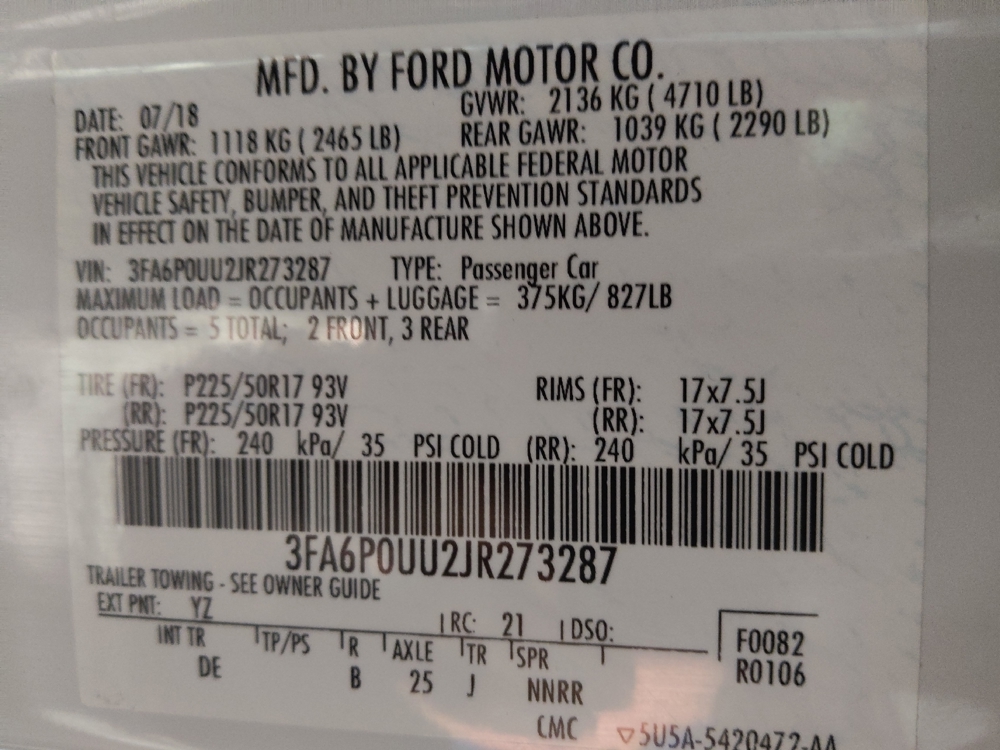 MFD. BY FORD MOTOR CO.
DATE: 07/18 GVWR: 2136 KG ( 4710 LB)
FRONT GAWR: 1118 KG ( 2465 LB) REAR GAWR: 1039 KG ( 2290 LB)
THIS VEHICLE CONFORMS TO ALL APPLICABLE FEDERAL MOTOR
VEHICLE SAFETY, BUMPER, AND THEFT PREVENTION STANDARDS
IN EFFECT ON THE DATE OF MANUFACTURE SHOWN ABOVE.
VIN: 3FA6P0UU2JR273287 TYPE: Passenger Car
MAXIMUM LOAD = OCCUPANTS + LUGGAGE = 375KG/ 827LB
OCCUPANTS = 5 TOTAL; 2 FRONT, 3 REAR
TIRE (FR): P225/50R17 93V RIMS (FR): 17x7.5J
(RR): P225/50R17 93V (RR): 17x7.5J
PRESSURE (FR): 240 kPa/ 35 PSI COLD (RR): 240 kPa/ 35 PSI COLD
3FA6P0UU2JR273287
TRAILER TOWING - SEE OWNER GUIDE
EXT PNT: YZ RC: 21 DSO:
INT TR TP/PS R AXLE TR SPR F0082
DE B 25 J NNRR R0106
CMC ▽5U5A-5420472-AA